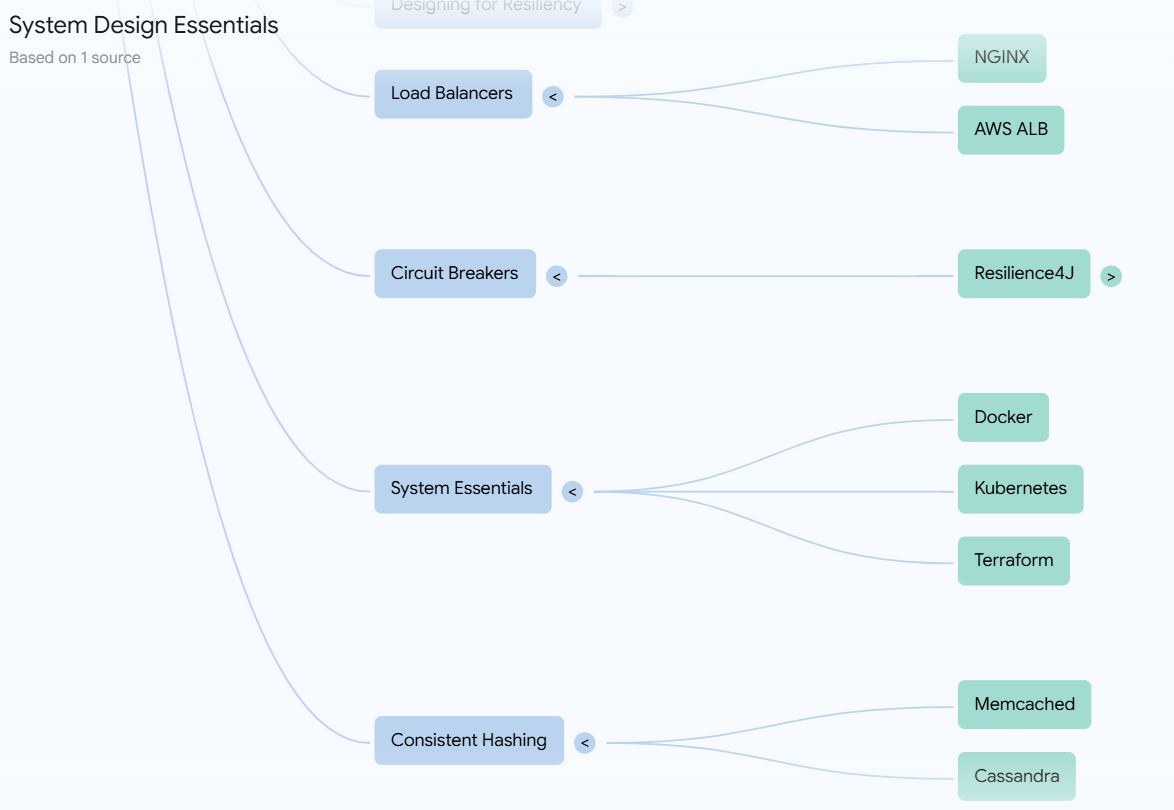 Designing for Resiliency >
System Design Essentials
Based on 1 source
NGINX
Load Balancers <
AWS ALB
Circuit Breakers <
Resilience4J >
Docker
System Essentials <
Kubernetes
Terraform
Memcached
Consistent Hashing <
Cassandra